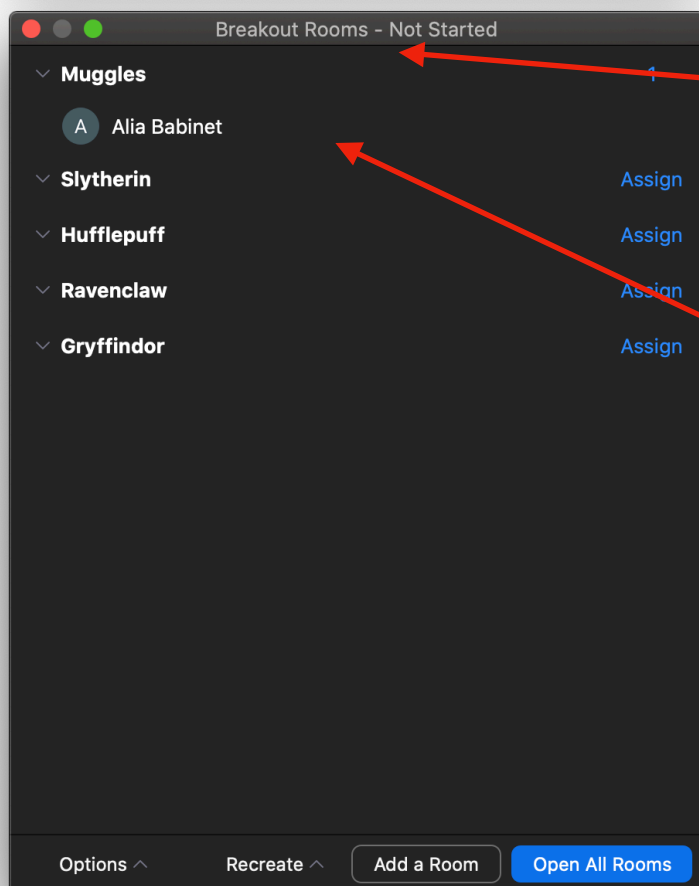 Breakout Rooms - Not Started
Muggles 1
A Alia Babinet
Slytherin Assign
Hufflepuff Assign
Ravenclaw Assign
Gryffindor Assign
Options Recreate Add a Room Open All Rooms